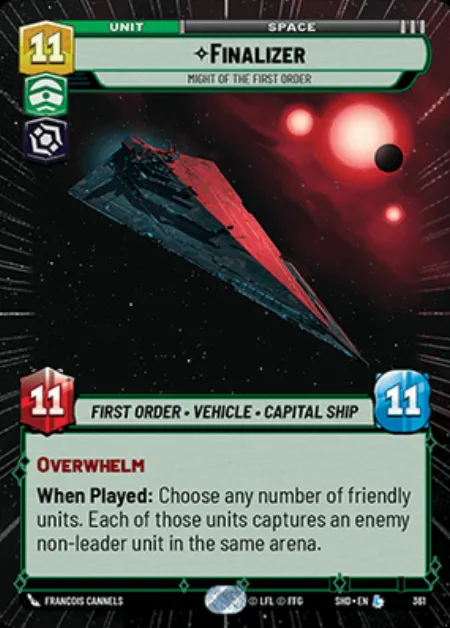 UNIT
SPACE
11
FINALIZER
MIGHT OF THE FIRST ORDER
11
FIRST ORDER • VEHICLE • CAPITAL SHIP
11
OVERWHELM
When Played: Choose any number of friendly
units. Each of those units captures an enemy
non-leader unit in the same arena.
FRANCOIS CANNELS
© LFL © FFG
SHD • EN
L
381